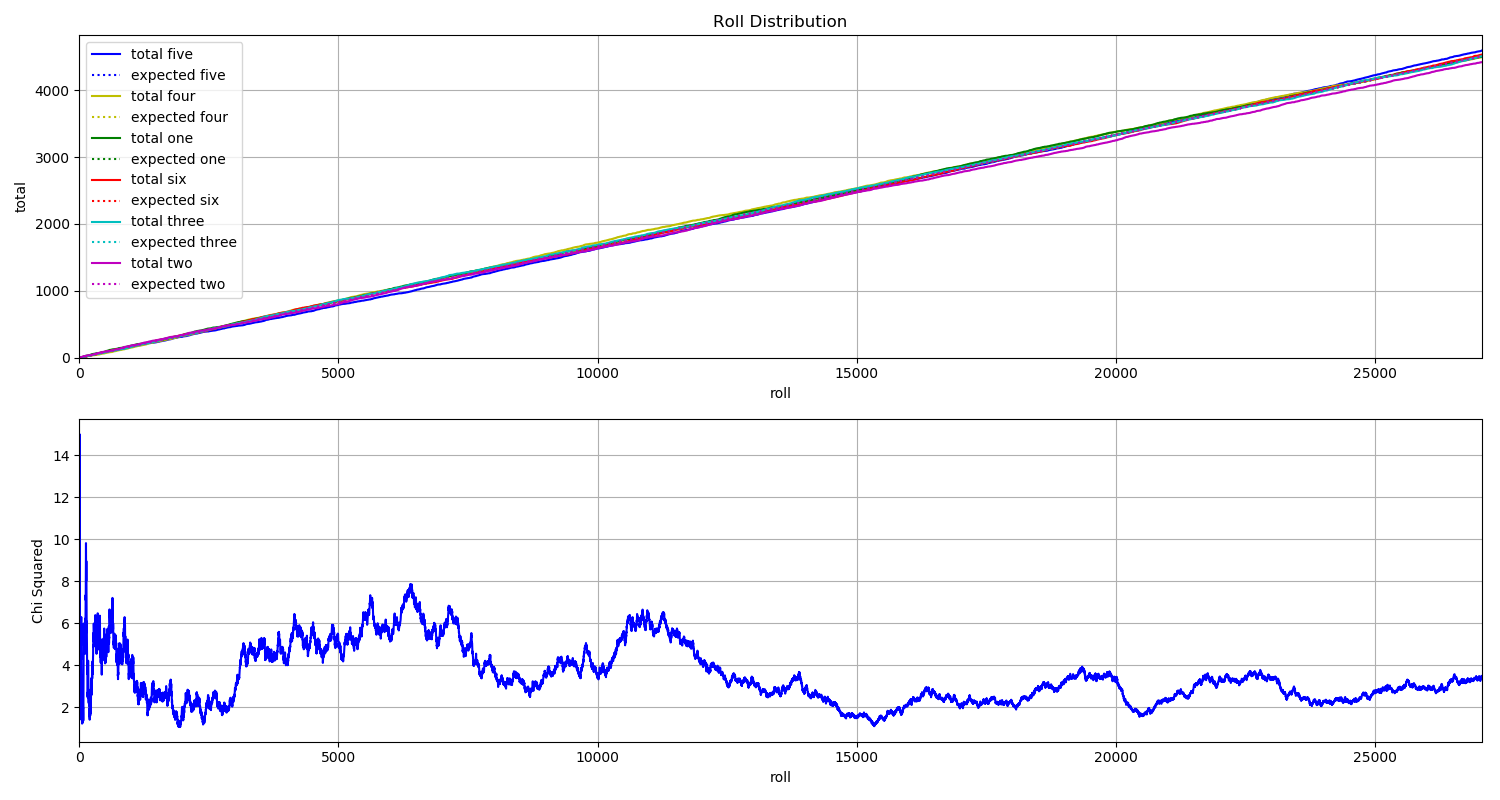 Roll Distribution
total five
expected five
total four
expected four
total one
expected one
total six
expected six
total three
expected three
total two
expected two
total
4000
3000
2000
1000
0
0 5000 10000 15000 20000 25000
roll
Chi Squared
14
12
10
8
6
4
2
0 5000 10000 15000 20000 25000
roll